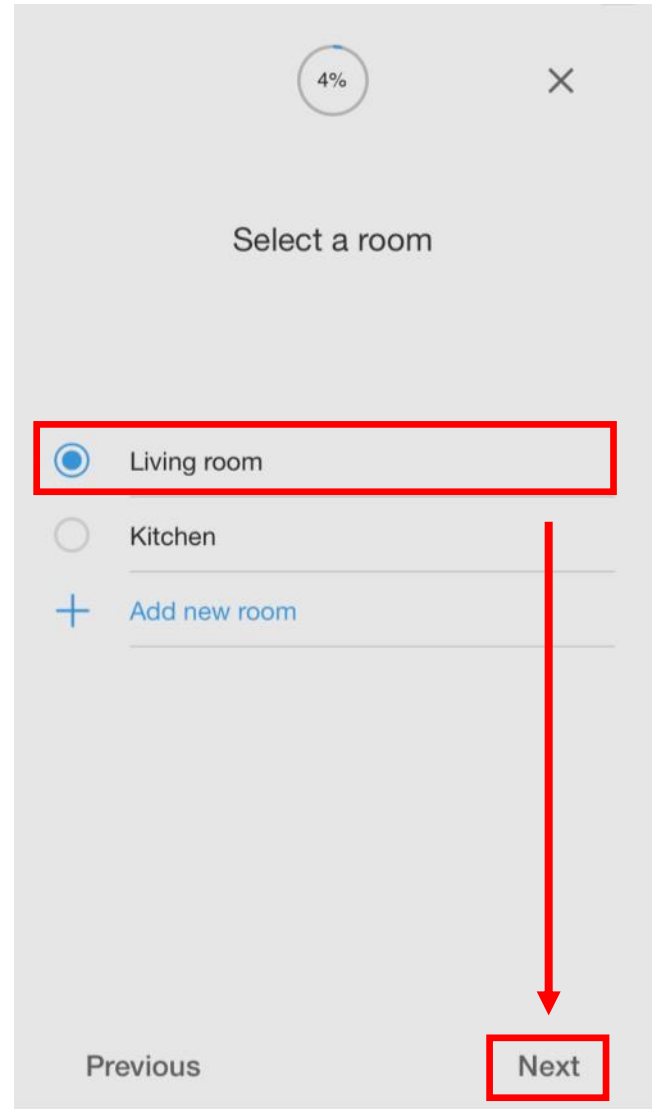 4%
Select a room
Living room
Kitchen
Add new room
Previous Next